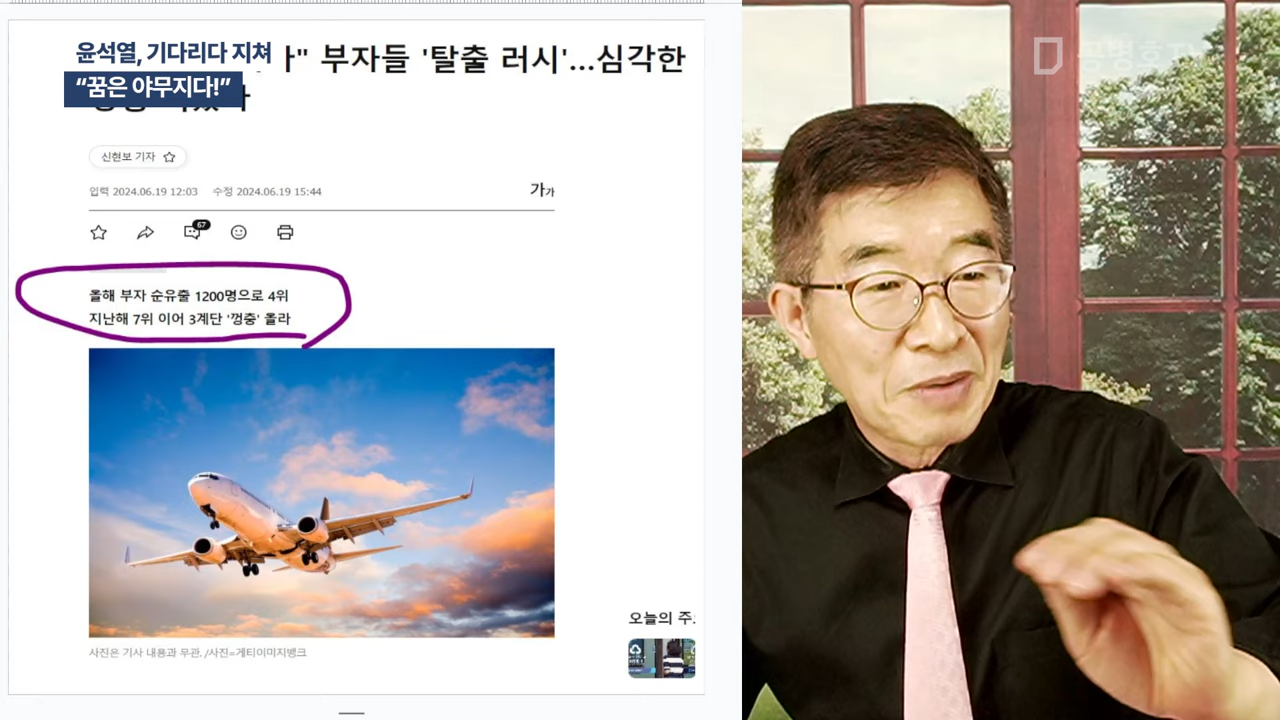 윤석열, 기다리다 지쳐
“꿈은 야무지다!”
" 부자들 '탈출 러시'...심각한
신현보 기자
입력 2024.06.19 12:03 수정 2024.06.19 15:44
가가
67
올해 부자 순유출 1200명으로 4위
지난해 7위 이어 3계단 '껑충' 올라
오늘의 주
사진은 기사 내용과 무관. /사진=게티이미지뱅크
공병호TV